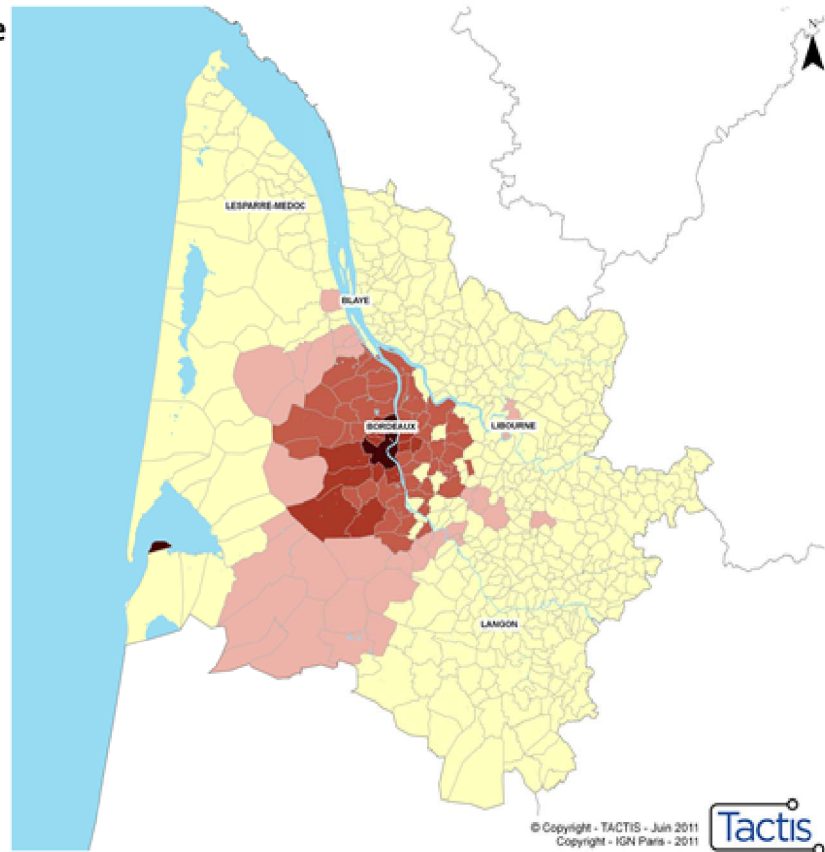 e
N
LESPARRE-MEDOC
BLAYE
BORDEAUX
LIBOURNE
LANGON
© Copyright - TACTIS - Juin 2011
Copyright - IGN Paris - 2011
Tactis